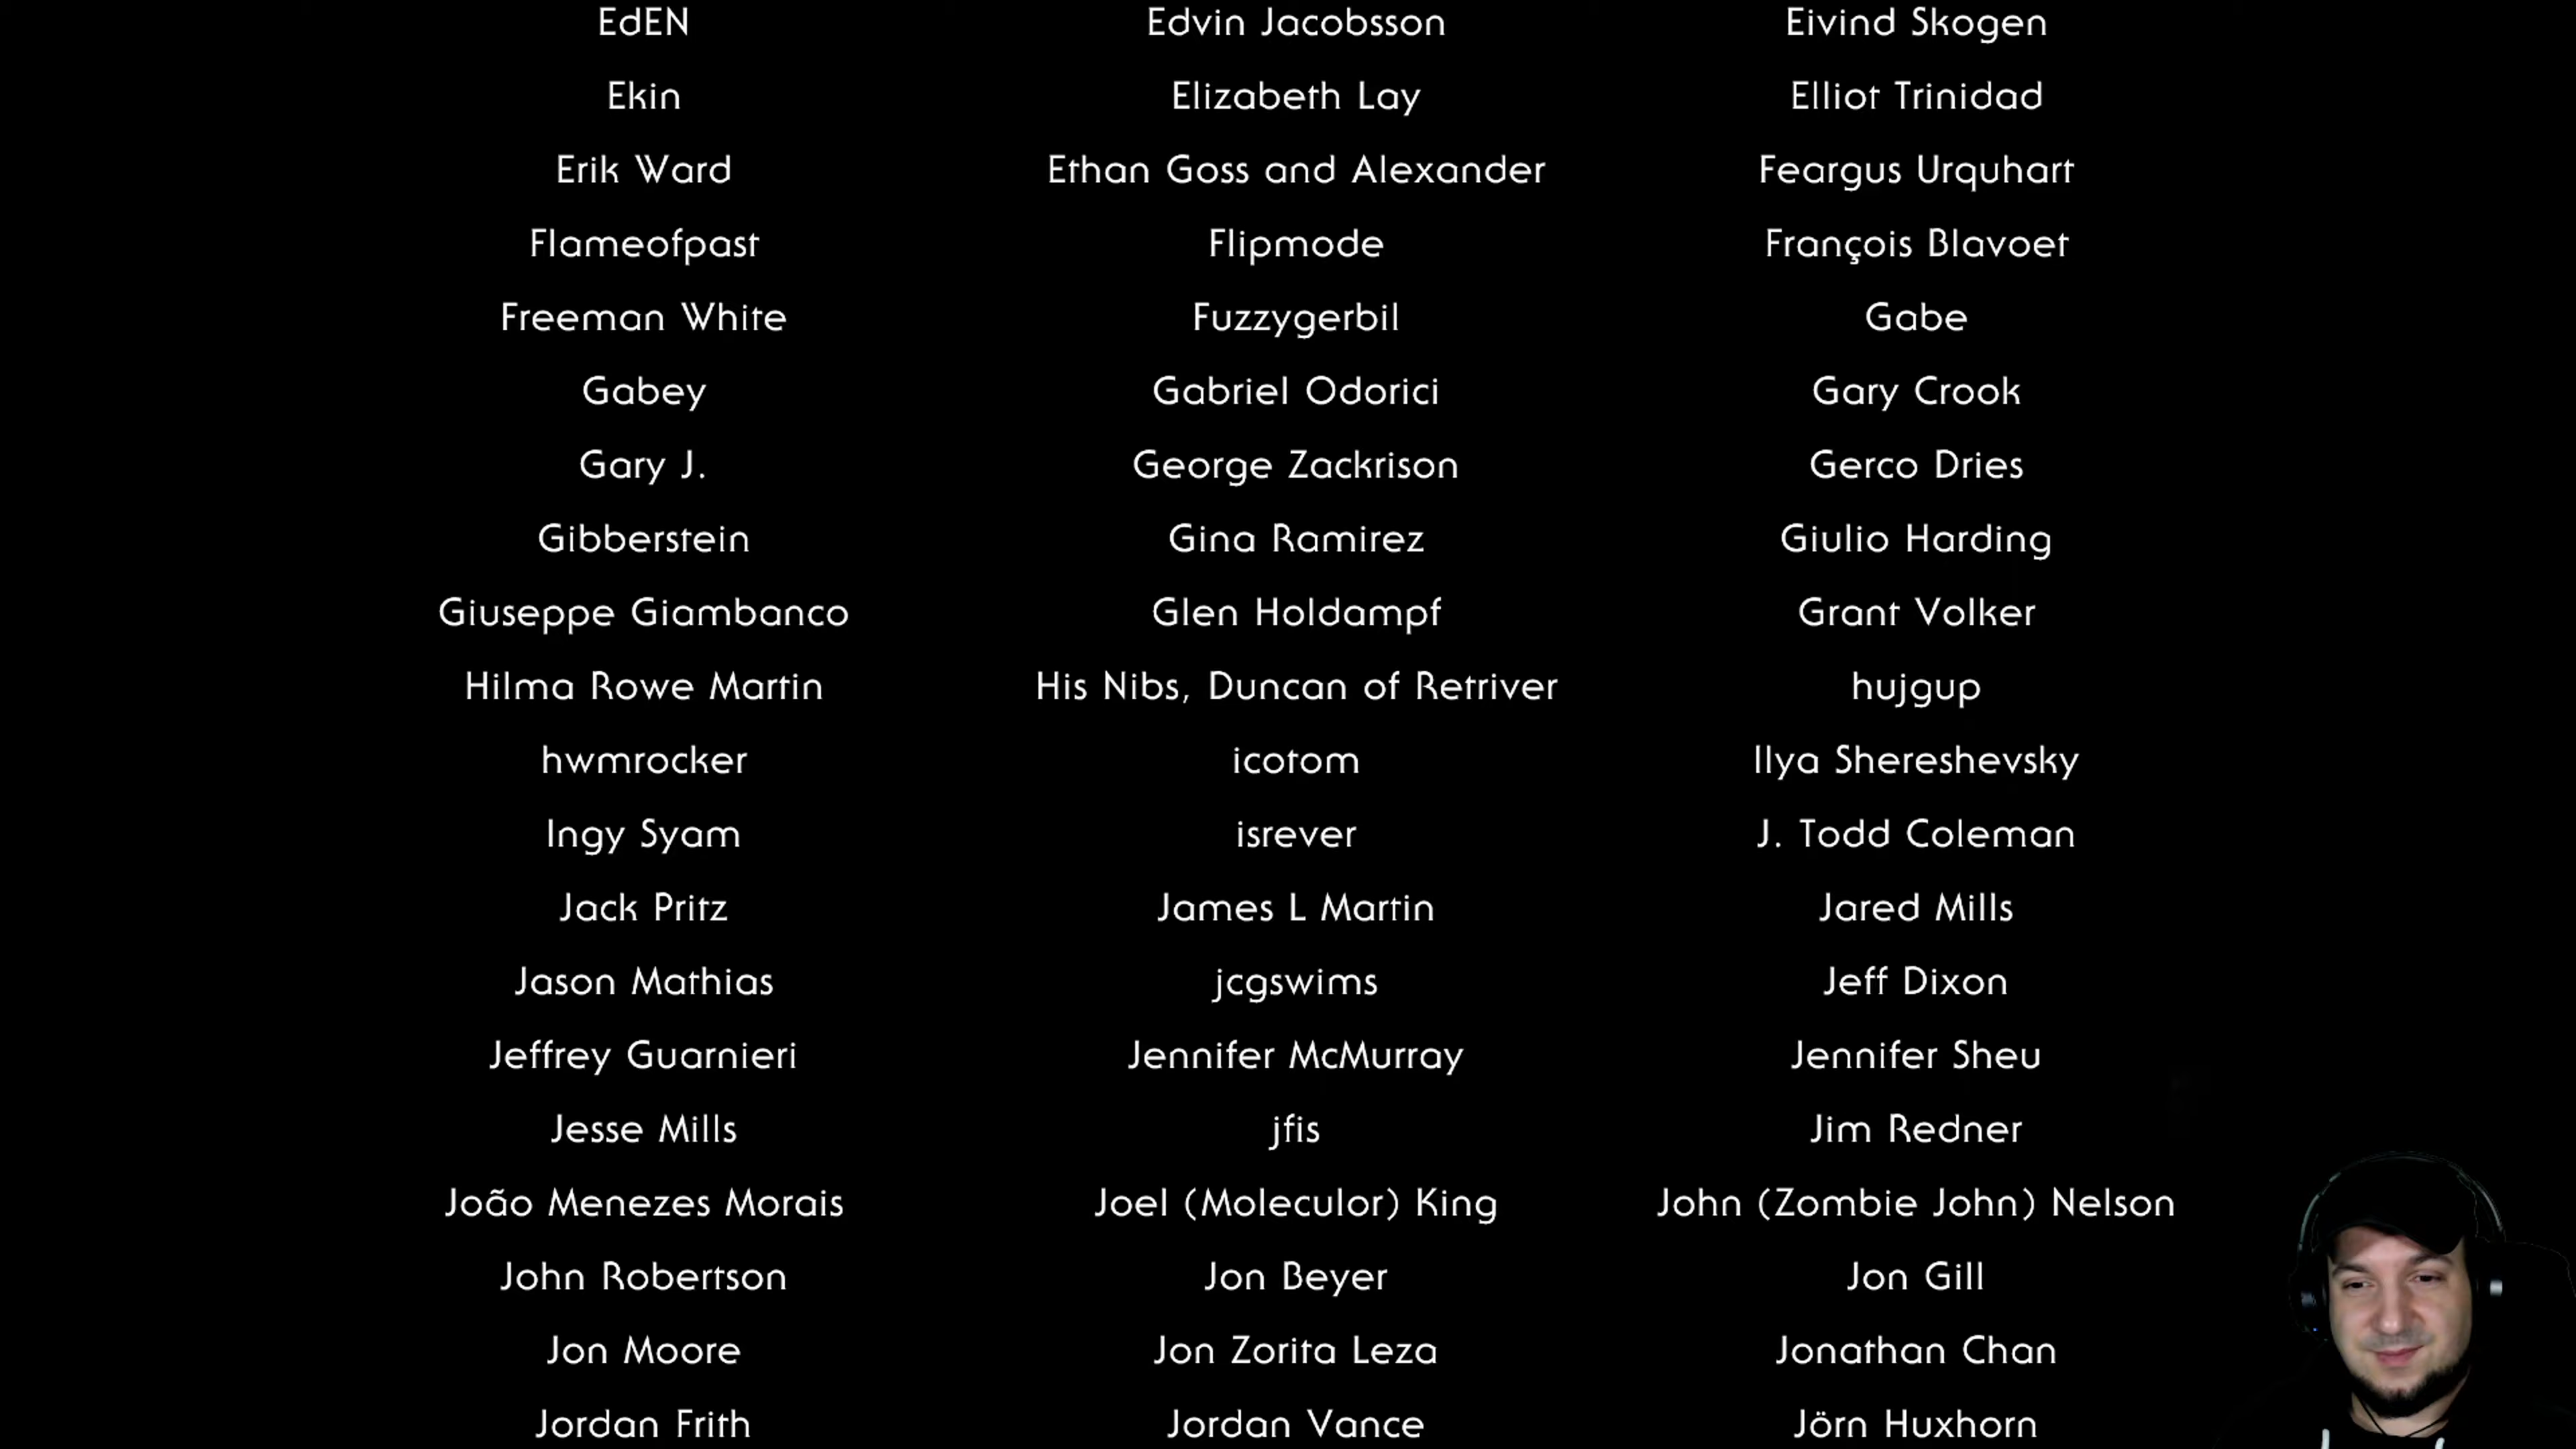 EdEN Edvin Jacobsson Eivind Skogen
Ekin Elizabeth Lay Elliot Trinidad
Erik Ward Ethan Goss and Alexander Feargus Urquhart
Flameofpast Flipmode François Blavoet
Freeman White Fuzzygerbil Gabe
Gabey Gabriel Odorici Gary Crook
Gary J. George Zackrison Gerco Dries
Gibberstein Gina Ramirez Giulio Harding
Giuseppe Giambanco Glen Holdampf Grant Volker
Hilma Rowe Martin His Nibs, Duncan of Retriver hujgup
hwmrocker icotom Ilya Shereshevsky
Ingy Syam isrever J. Todd Coleman
Jack Pritz James L Martin Jared Mills
Jason Mathias jcgswims Jeff Dixon
Jeffrey Guarnieri Jennifer McMurray Jennifer Sheu
Jesse Mills jfis Jim Redner
João Menezes Morais Joel (Moleculor) King John (Zombie John) Nelson
John Robertson Jon Beyer Jon Gill
Jon Moore Jon Zorita Leza Jonathan Chan
Jordan Frith Jordan Vance Jörn Huxhorn